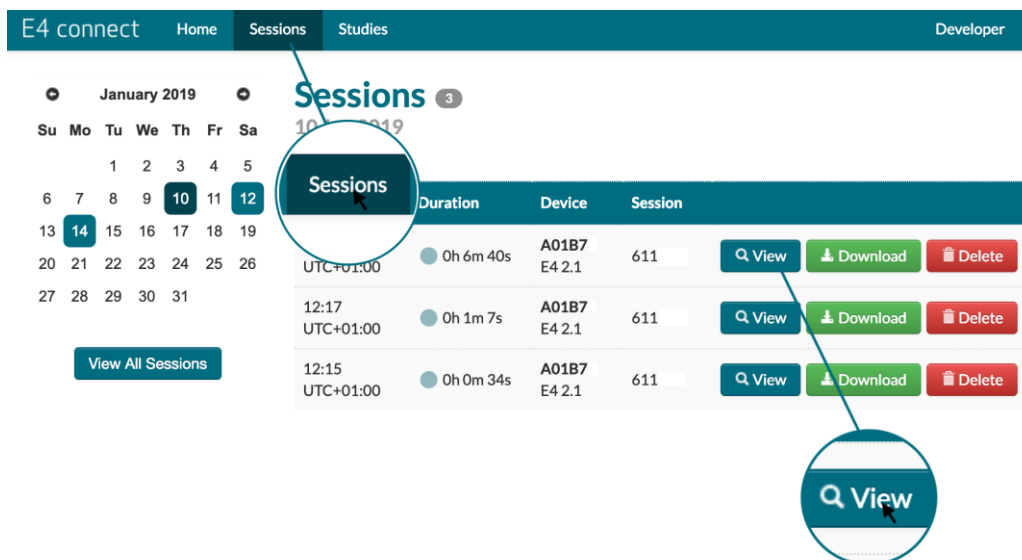 E4 connect Home Sessions Studies Developer
January 2019
Su Mo Tu We Th Fr Sa
1 2 3 4 5
6 7 8 9 10 11 12
13 14 15 16 17 18 19
20 21 22 23 24 25 26
27 28 29 30 31
View All Sessions
Sessions 3
10 2019
Sessions
Duration Device Session
UTC+01:00 0h 6m 40s A01B7 E4 2.1 611 View Download Delete
12:17 UTC+01:00 0h 1m 7s A01B7 E4 2.1 611 View Download Delete
12:15 UTC+01:00 0h 0m 34s A01B7 E4 2.1 611 View Download Delete
View